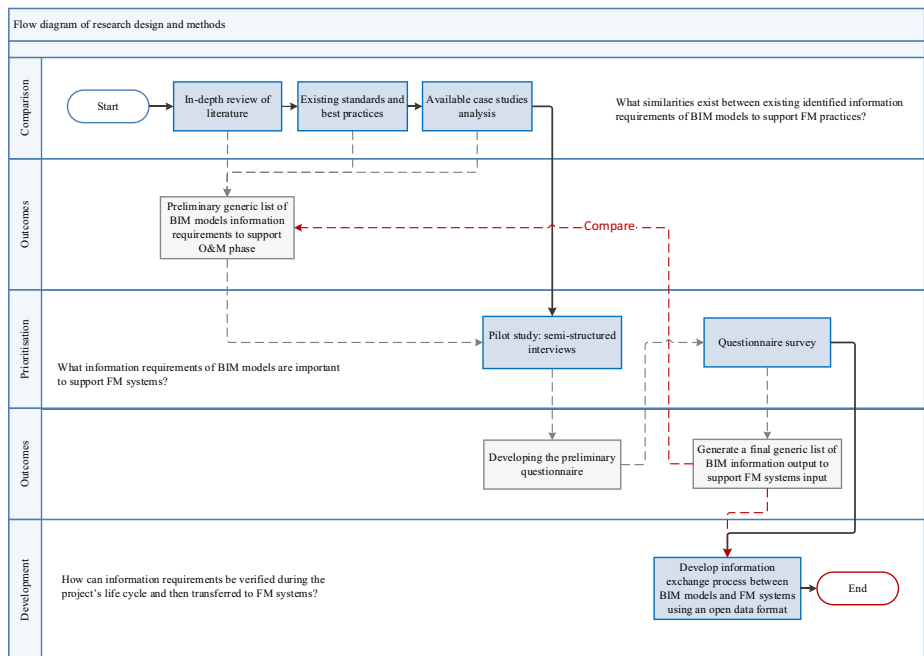 Flow diagram of research design and methods
Comparison
Start
In-depth review of
literature
Existing standards and
best practices
Available case studies
analysis
What similarities exist between existing identified information
requirements of BIM models to support FM practices?
Outcomes
Preliminary generic list of
BIM models information
requirements to support
O&M phase
Compare
Prioritisation
Pilot study: semi-structured
interviews
Questionnaire survey
What information requirements of BIM models are important
to support FM systems?
Outcomes
Developing the preliminary
questionnaire
Generate a final generic list of
BIM information output to
support FM systems input
Development
How can information requirements be verified during the
project's life cycle and then transferred to FM systems?
Develop information
exchange process between
BIM models and FM systems
using an open data format
End